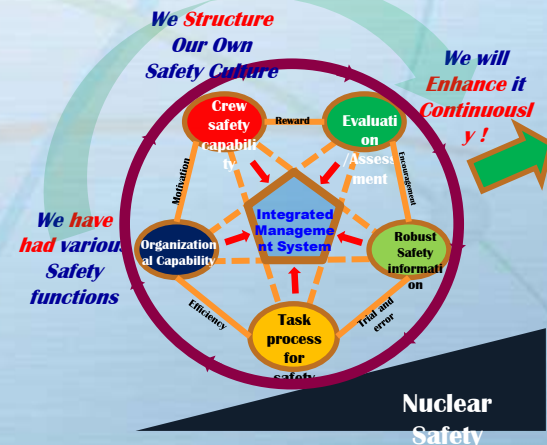 We Structure
Our Own
Safety Culture
We will
Enhance it
Continuousl
y !
Crew
safety
capabili
ty
Reward
Evaluati
on
/Assess
ment
Motivation
Encouragement
Integrated
Manageme
nt System
We have
had various
Safety
functions
Organization
al Capability
Robust
Safety
informati
on
Efficiency
Trial and
error
Task
process
for
safety
Nuclear
Safety